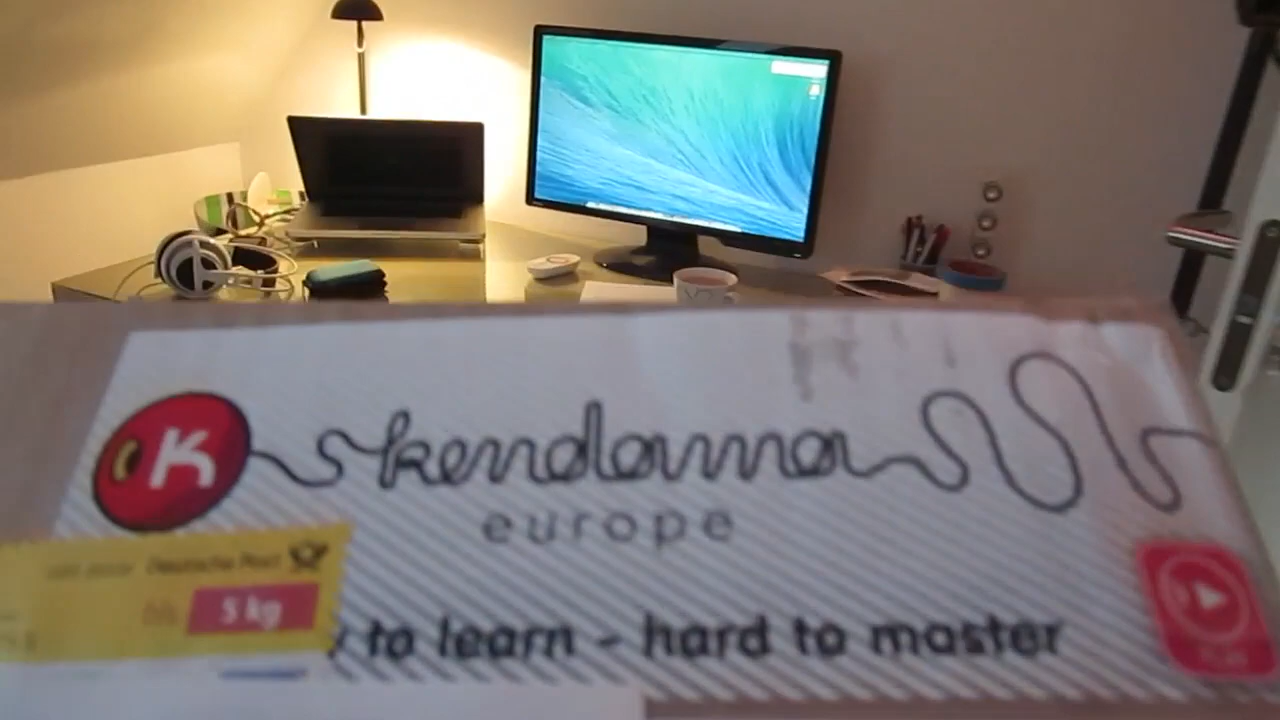 K kendama
europe
Deutsche Post
5 kg
to learn - hard to master